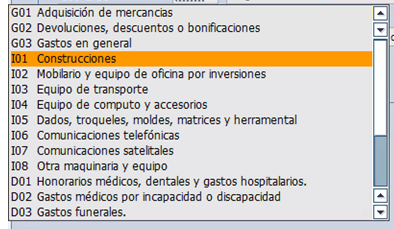 G01 Adquisición de mercancias
G02 Devoluciones, descuentos o bonificaciones
G03 Gastos en general
I01 Construcciones
I02 Mobilario y equipo de oficina por inversiones
I03 Equipo de transporte
I04 Equipo de computo y accesorios
I05 Dados, troqueles, moldes, matrices y herramental
I06 Comunicaciones telefónicas
I07 Comunicaciones satelitales
I08 Otra maquinaria y equipo
D01 Honorarios médicos, dentales y gastos hospitalarios.
D02 Gastos médicos por incapacidad o discapacidad
D03 Gastos funerales.